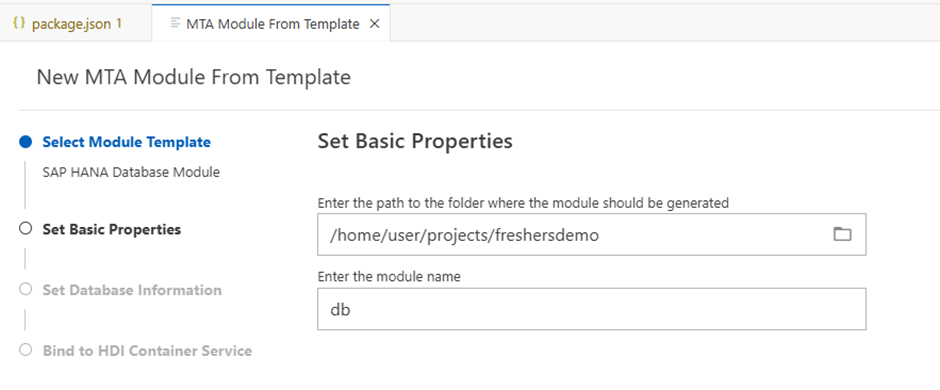 {} package.json 1
MTA Module From Template ×
New MTA Module From Template
Select Module Template
SAP HANA Database Module
Set Basic Properties
Set Database Information
Bind to HDI Container Service
Set Basic Properties
Enter the path to the folder where the module should be generated
/home/user/projects/freshersdemo
Enter the module name
db